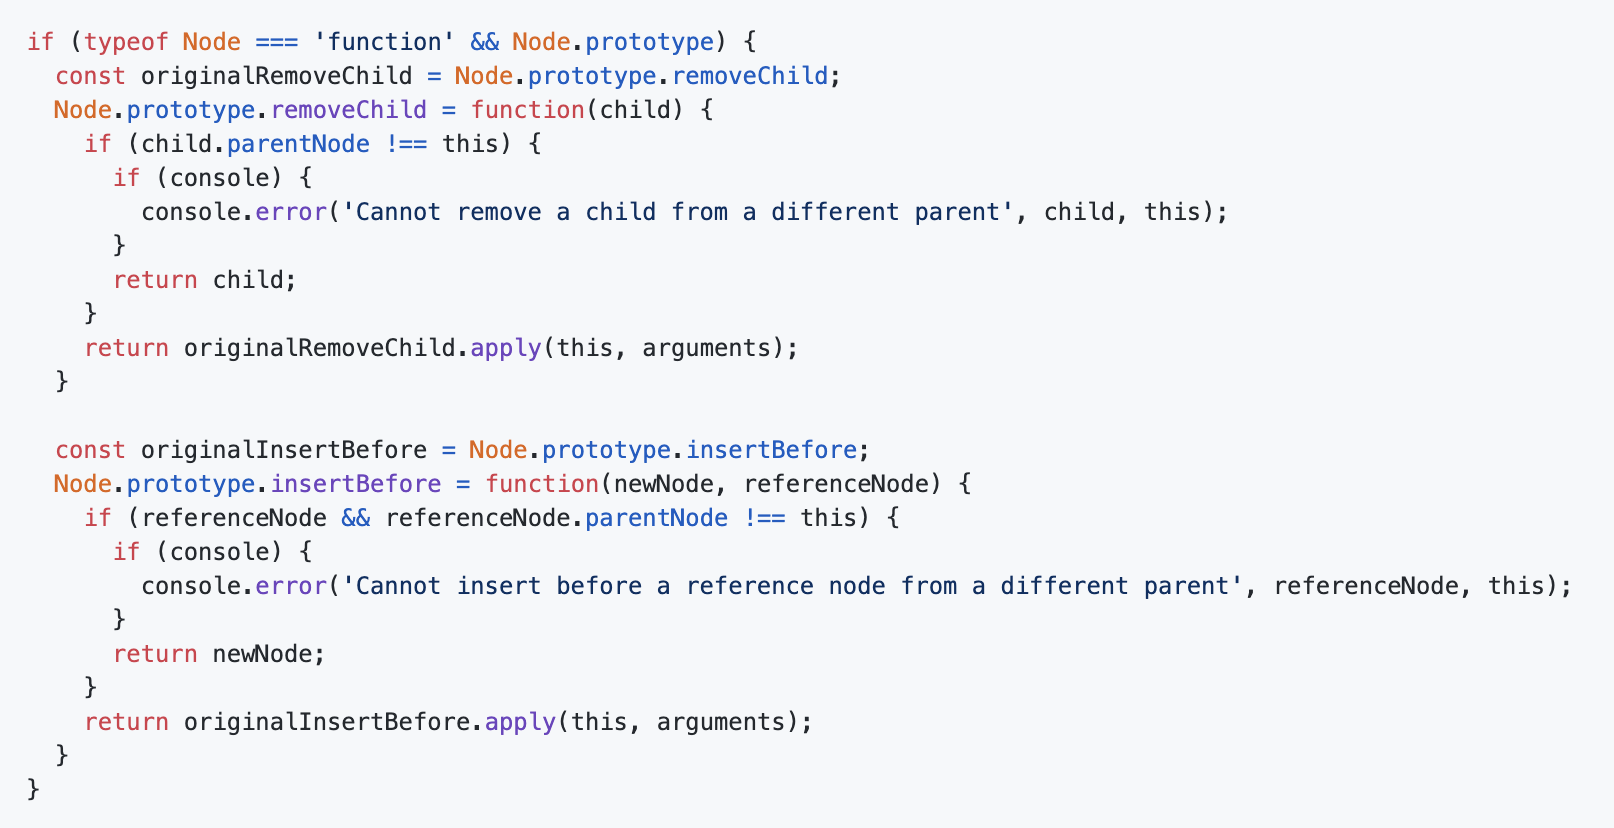 if (typeof Node === 'function' && Node.prototype) {
  const originalRemoveChild = Node.prototype.removeChild;
  Node.prototype.removeChild = function(child) {
    if (child.parentNode !== this) {
      if (console) {
        console.error('Cannot remove a child from a different parent', child, this);
      }
      return child;
    }
    return originalRemoveChild.apply(this, arguments);
  }

  const originalInsertBefore = Node.prototype.insertBefore;
  Node.prototype.insertBefore = function(newNode, referenceNode) {
    if (referenceNode && referenceNode.parentNode !== this) {
      if (console) {
        console.error('Cannot insert before a reference node from a different parent', referenceNode, this);
      }
      return newNode;
    }
    return originalInsertBefore.apply(this, arguments);
  }
}